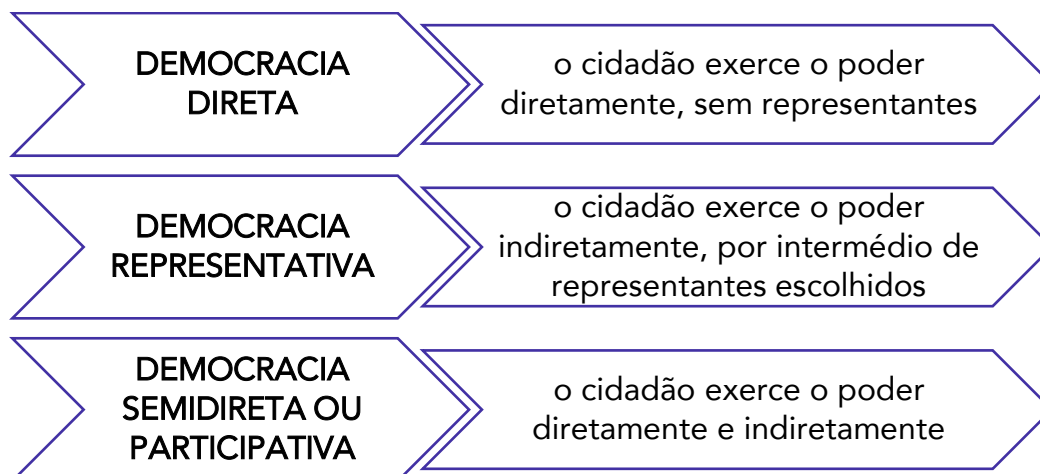 DEMOCRACIA
DIRETA
o cidadão exerce o poder
diretamente, sem representantes
DEMOCRACIA
REPRESENTATIVA
o cidadão exerce o poder
indiretamente, por intermédio de
representantes escolhidos
DEMOCRACIA
SEMIDIRETA OU
PARTICIPATIVA
o cidadão exerce o poder
diretamente e indiretamente